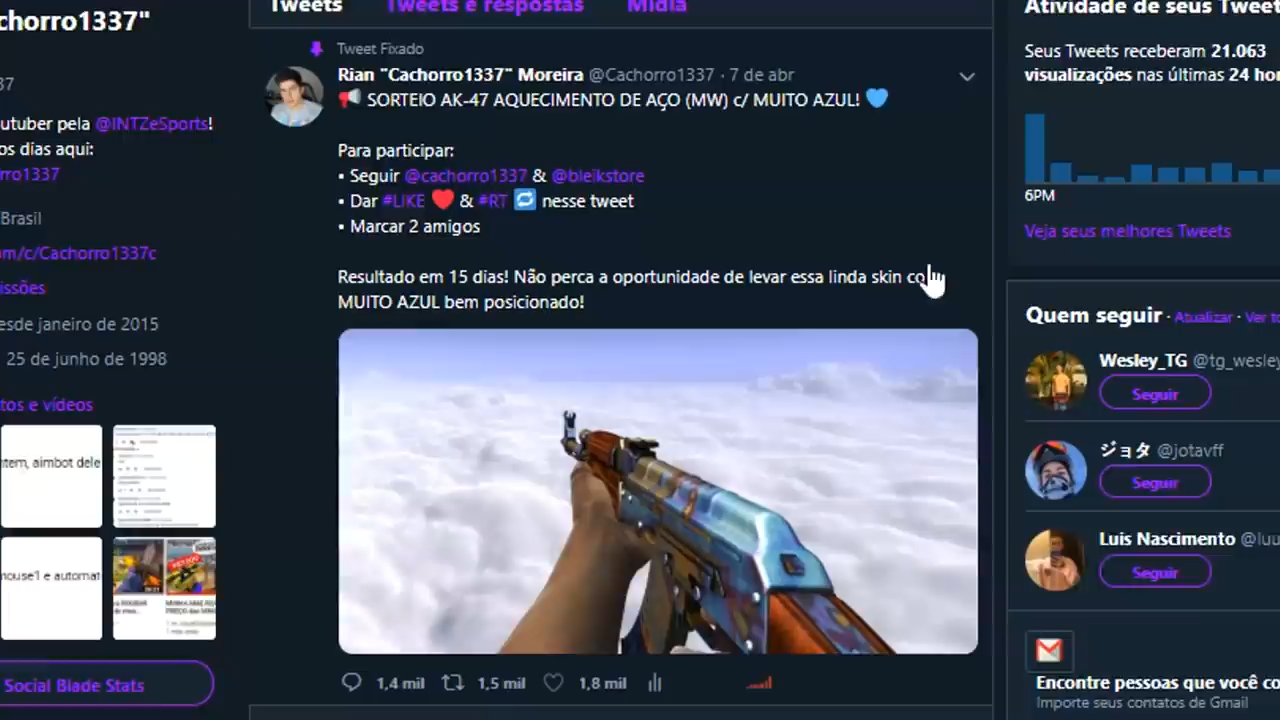 chorro1337"
37
utuber pela @INTZeSports!
os dias aqui:
rro1337
Brasil
m/c/Cachorro1337c
issões
esde janeiro de 2015
25 de junho de 1998
tos e vídeos
ntem, aimbot dele
mouse1 e automat
Social Blade Stats
Tweets Tweets e respostas Mídia
Tweet Fixado
Rian "Cachorro1337" Moreira @Cachorro1337 · 7 de abr
📢 SORTEIO AK-47 AQUECIMENTO DE AÇO (MW) c/ MUITO AZUL! 💙
Para participar:
▪ Seguir @cachorro1337 & @bleikstore
▪ Dar #LIKE ❤️ & #RT 🔁 nesse tweet
▪ Marcar 2 amigos
Resultado em 15 dias! Não perca a oportunidade de levar essa linda skin co
MUITO AZUL bem posicionado!
1,4 mil 1,5 mil 1,8 mil
Atividade de seus Tweet
Seus Tweets receberam 21.063
visualizações nas últimas 24 hor
6PM
Veja seus melhores Tweets
Quem seguir · Atualizar · Ver to
Wesley_TG @tg_wesley
Seguir
ジョタ @jotavff
Seguir
Luis Nascimento @luu
Seguir
Encontre pessoas que você co
Importe seus contatos de Gmail